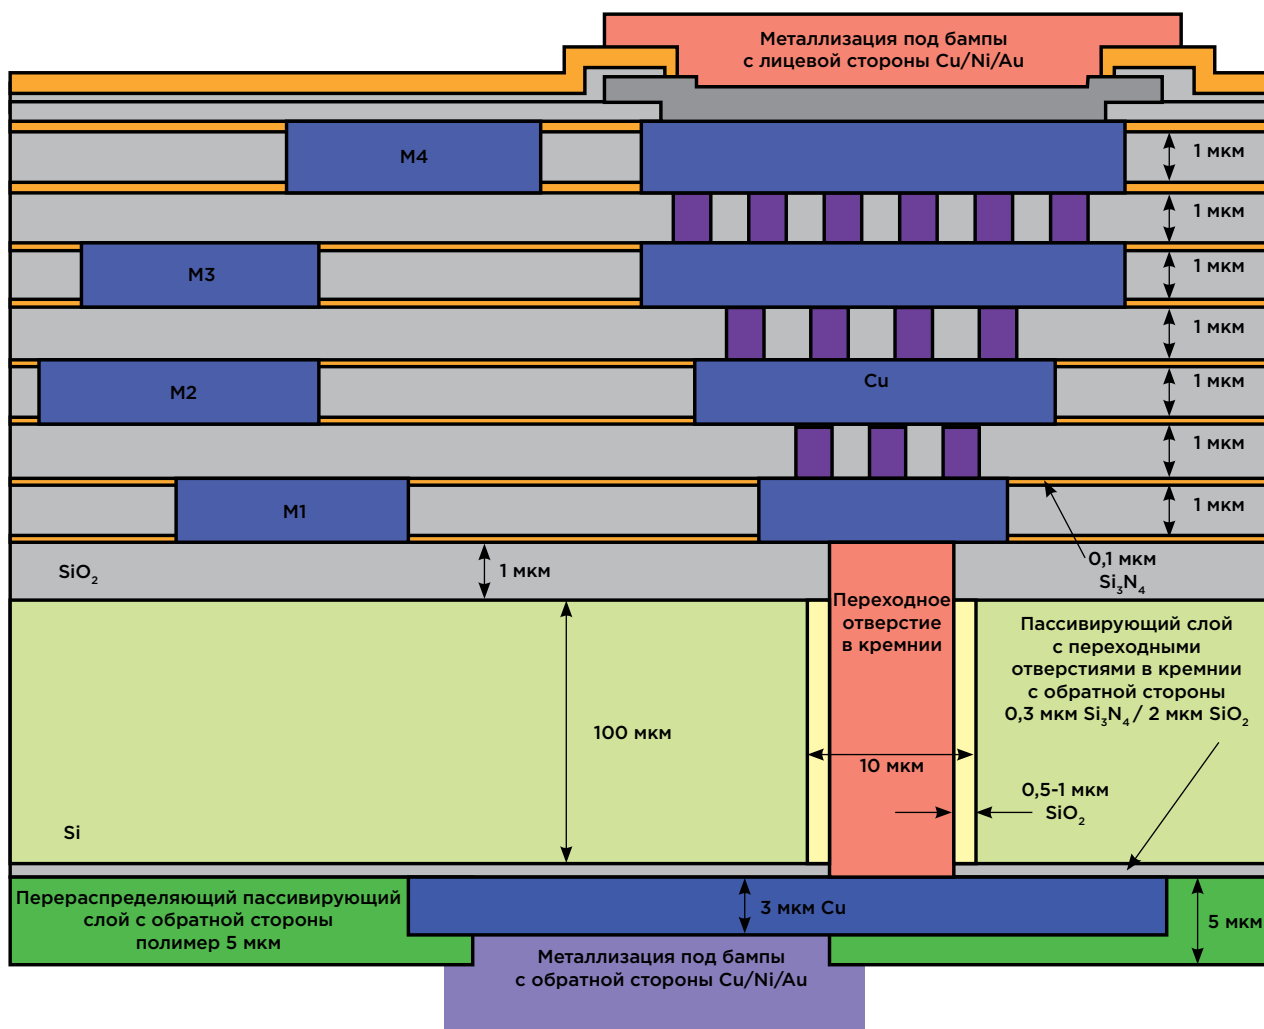 Металлизация под бампы
с лицевой стороны Cu/Ni/Au
M4
1 мкм
1 мкм
M3
1 мкм
1 мкм
M2
Cu
1 мкм
1 мкм
M1
1 мкм
SiO₂
1 мкм
0,1 мкм
Si₃N₄
Переходное
отверстие
в кремнии
Пассивирующий слой
с переходными
отверстиями в кремнии
с обратной стороны
0,3 мкм Si₃N₄ / 2 мкм SiO₂
100 мкм
10 мкм
0,5-1 мкм
SiO₂
Si
Перераспределяющий пассивирующий
слой с обратной стороны
полимер 5 мкм
3 мкм Cu
5 мкм
Металлизация под бампы
с обратной стороны Cu/Ni/Au